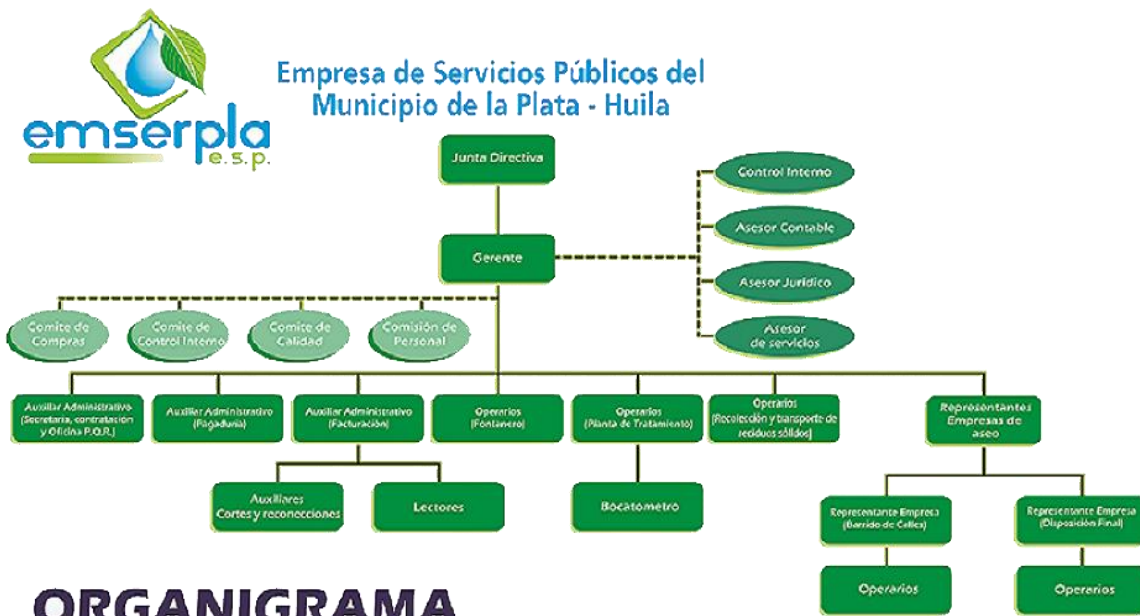 emserpla
e.s.p.
Empresa de Servicios Públicos del
Municipio de la Plata - Huila
Junta Directiva
Gerente
Control Interno
Asesor Contable
Asesor Jurídico
Asesor
de servicios
Comite de
Compras
Comite de
Control Interno
Comite de
Calidad
Comisión de
Personal
Auxiliar Administrativo
(Secretaria, contratación
y Oficina P.Q.R.)
Auxiliar Administrativo
(Pagaduria)
Auxiliar Administrativo
(Facturación)
Operarios
(Fontanero)
Operarios
(Planta de Tratamiento)
Operarios
(Recolección y transporte de
reciduos sólidos)
Representantes
Empresas de
aseo
Auxiliares
Cortes y reconecciones
Lectores
Bocatometro
Representante Empresa
(Barrido de Calles)
Representante Empresa
(Disposición Final)
Operarios
Operarios
ORGANIGRAMA